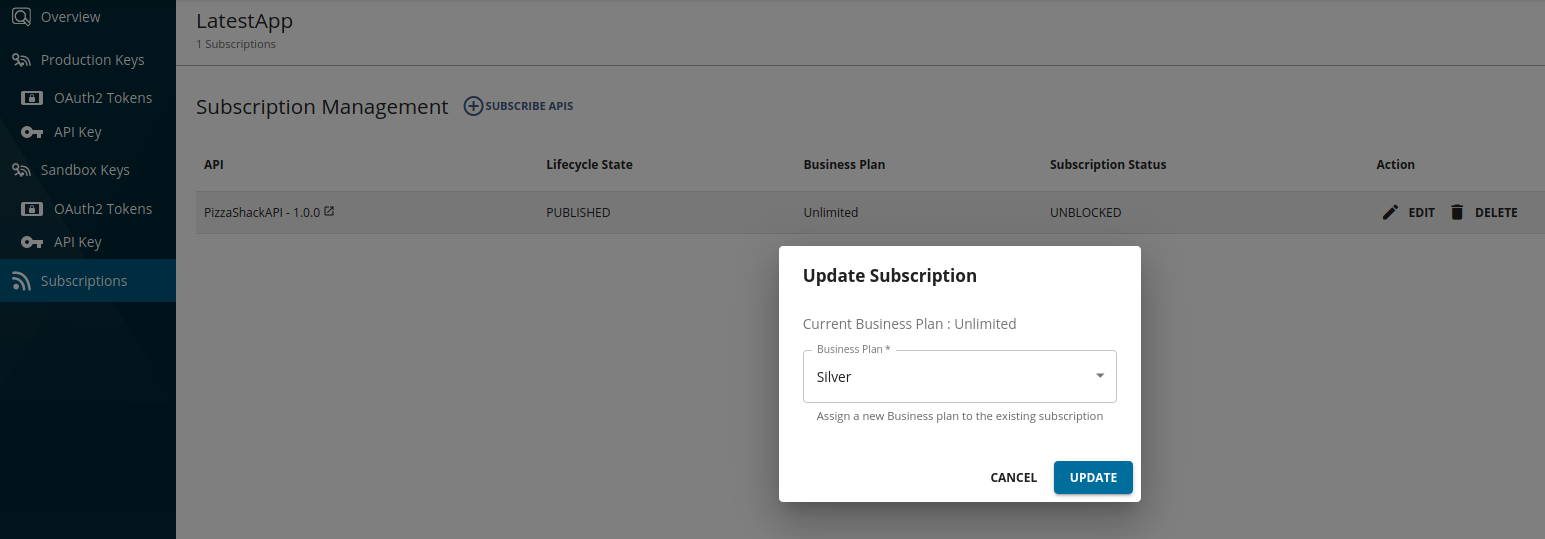 Overview
Production Keys
OAuth2 Tokens
API Key
Sandbox Keys
OAuth2 Tokens
API Key
Subscriptions
LatestApp
1 Subscriptions
Subscription Management SUBSCRIBE APIS
API Lifecycle State Business Plan Subscription Status Action
PizzaShackAPI - 1.0.0 PUBLISHED Unlimited UNBLOCKED EDIT DELETE
Update Subscription
Current Business Plan : Unlimited
Business Plan *
Silver
Assign a new Business plan to the existing subscription
CANCEL UPDATE